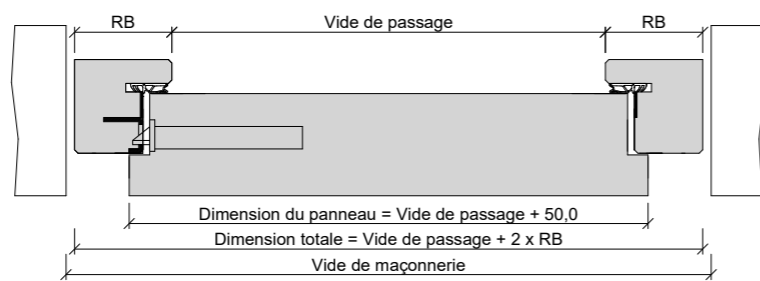 RB Vide de passage RB
Dimension du panneau = Vide de passage + 50,0
Dimension totale = Vide de passage + 2 x RB
Vide de maçonnerie